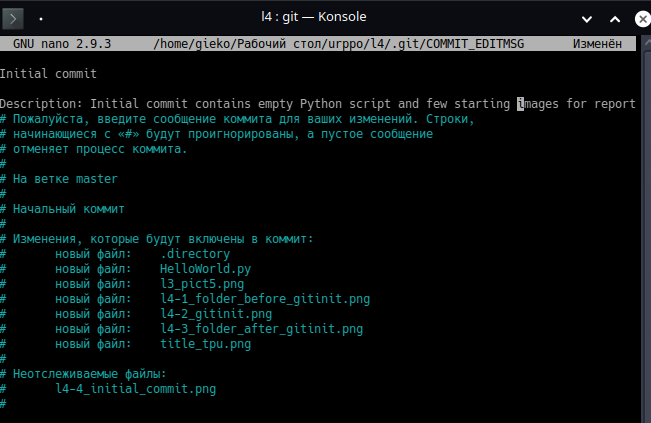 l4 : git — Konsole
GNU nano 2.9.3 /home/gieko/Рабочий стол/urppo/l4/.git/COMMIT_EDITMSG Изменён
Initial commit
Description: Initial commit contains empty Python script and few starting images for report
# Пожалуйста, введите сообщение коммита для ваших изменений. Строки,
# начинающиеся с «#» будут проигнорированы, а пустое сообщение
# отменяет процесс коммита.
#
# На ветке master
#
# Начальный коммит
#
# Изменения, которые будут включены в коммит:
# новый файл: .directory
# новый файл: HelloWorld.py
# новый файл: l3_pict5.png
# новый файл: l4-1_folder_before_gitinit.png
# новый файл: l4-2_gitinit.png
# новый файл: l4-3_folder_after_gitinit.png
# новый файл: title_tpu.png
#
# Неотслеживаемые файлы:
# l4-4_initial_commit.png
#